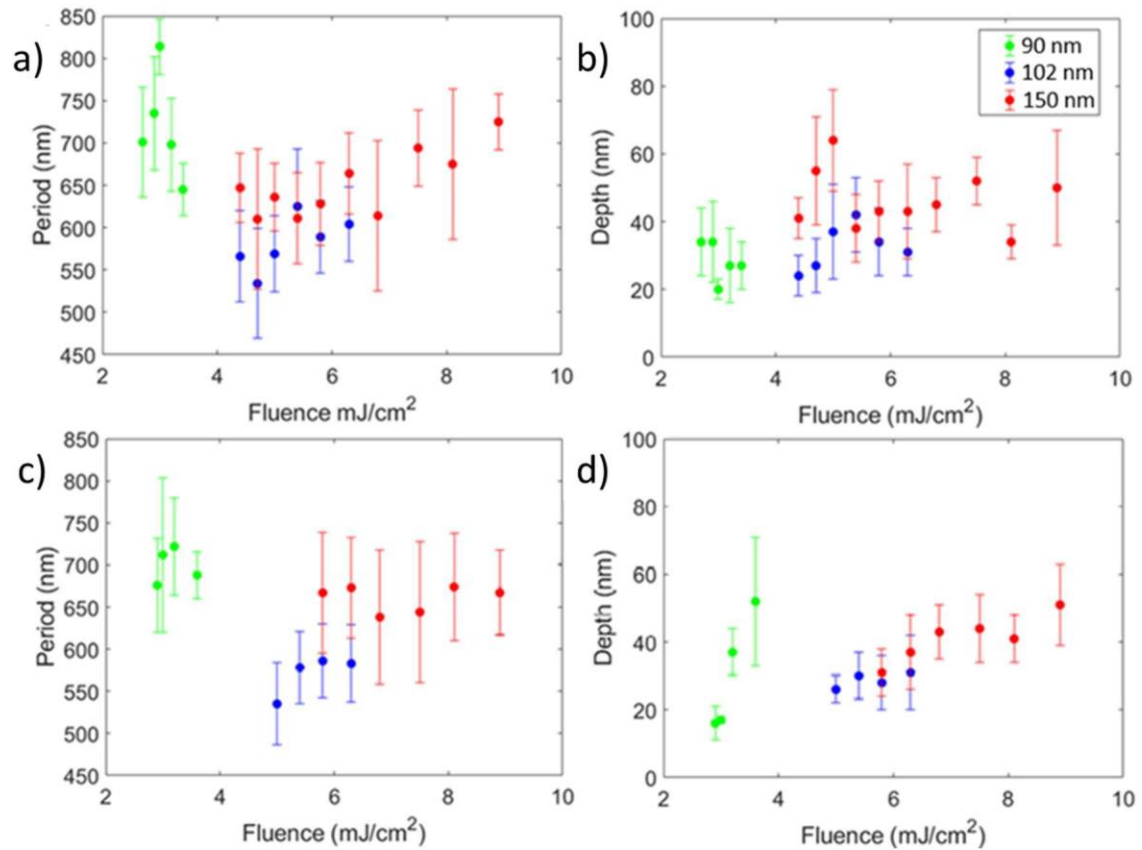 a)
850
800
750
700
650
600
550
500
450
Period (nm)
2 4 6 8 10
Fluence mJ/cm²
b)
100
80
60
40
20
0
Depth (nm)
90 nm
102 nm
150 nm
2 4 6 8 10
Fluence (mJ/cm²)
c)
850
800
750
700
650
600
550
500
450
Period (nm)
2 4 6 8 10
Fluence (mJ/cm²)
d)
100
80
60
40
20
0
Depth (nm)
2 4 6 8 10
Fluence (mJ/cm²)